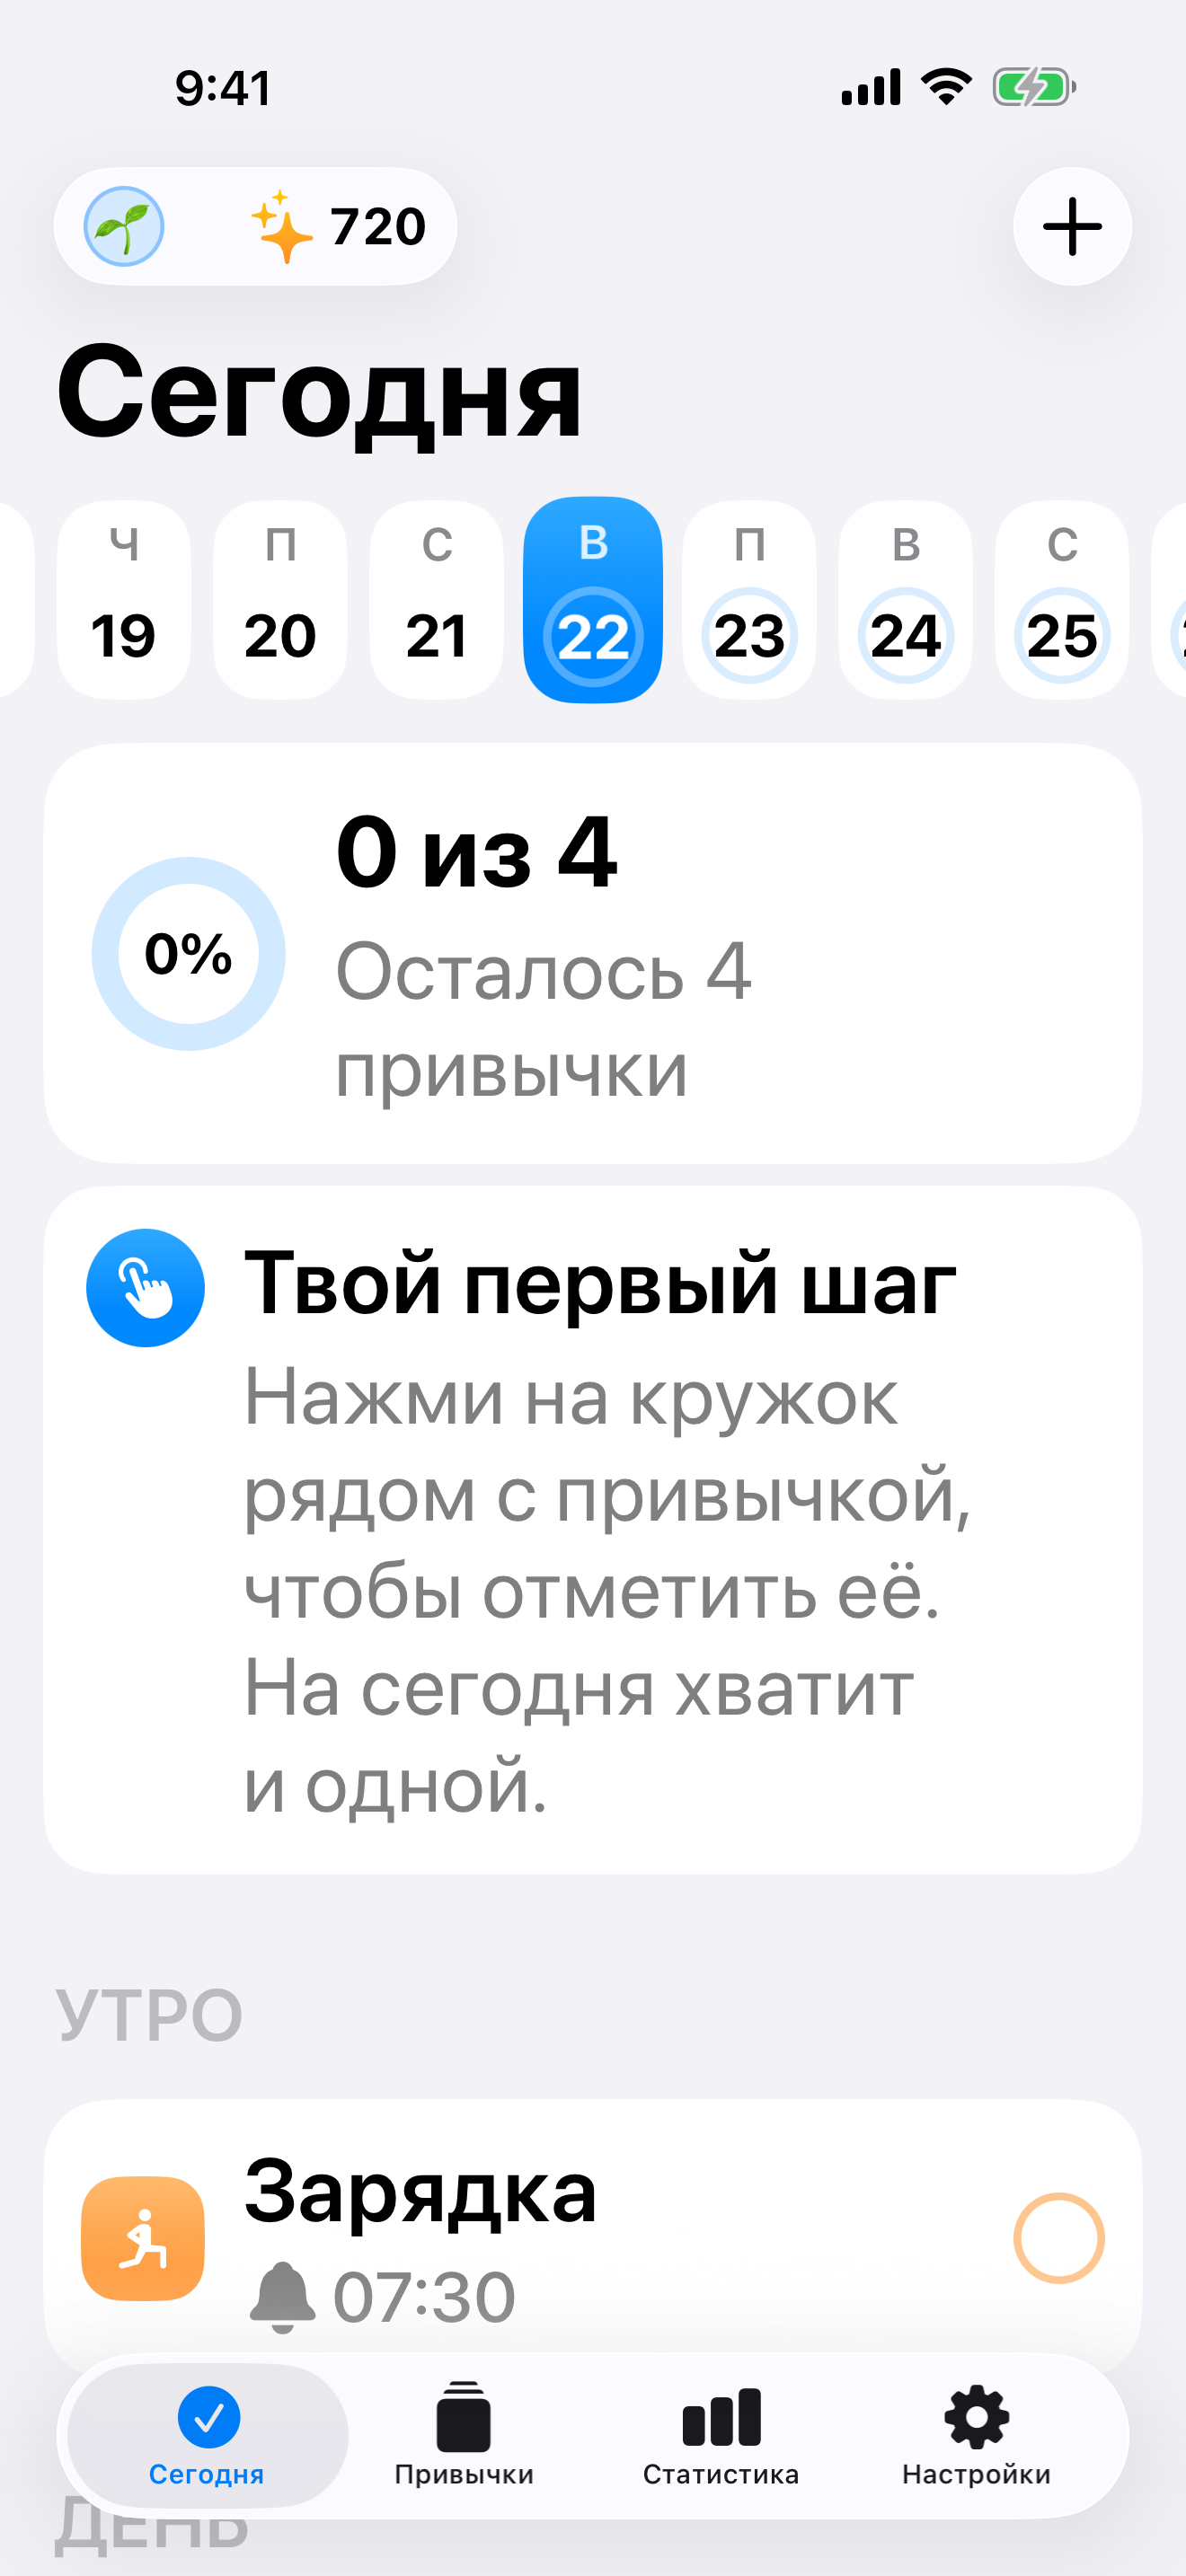 9:41
720
Сегодня
Ч П С В П В С
19 20 21 22 23 24 25
0%
0 из 4
Осталось 4
привычки
Твой первый шаг
Нажми на кружок
рядом с привычкой,
чтобы отметить её.
На сегодня хватит
и одной.
УТРО
Зарядка
07:30
Сегодня Привычки Статистика Настройки
ДЕНЬ